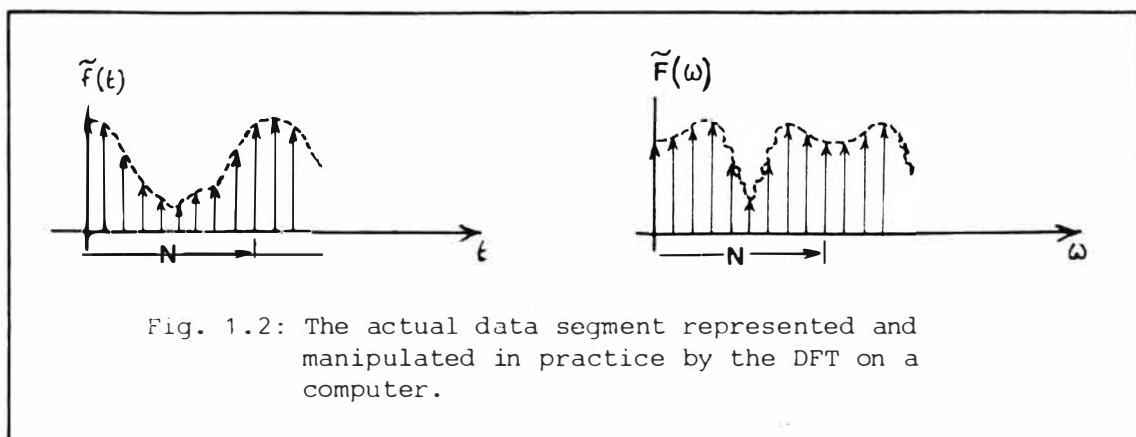 f̃(t)
F̃(ω)
N
t
N
ω
Fig. 1.2: The actual data segment represented and
manipulated in practice by the DFT on a
computer.